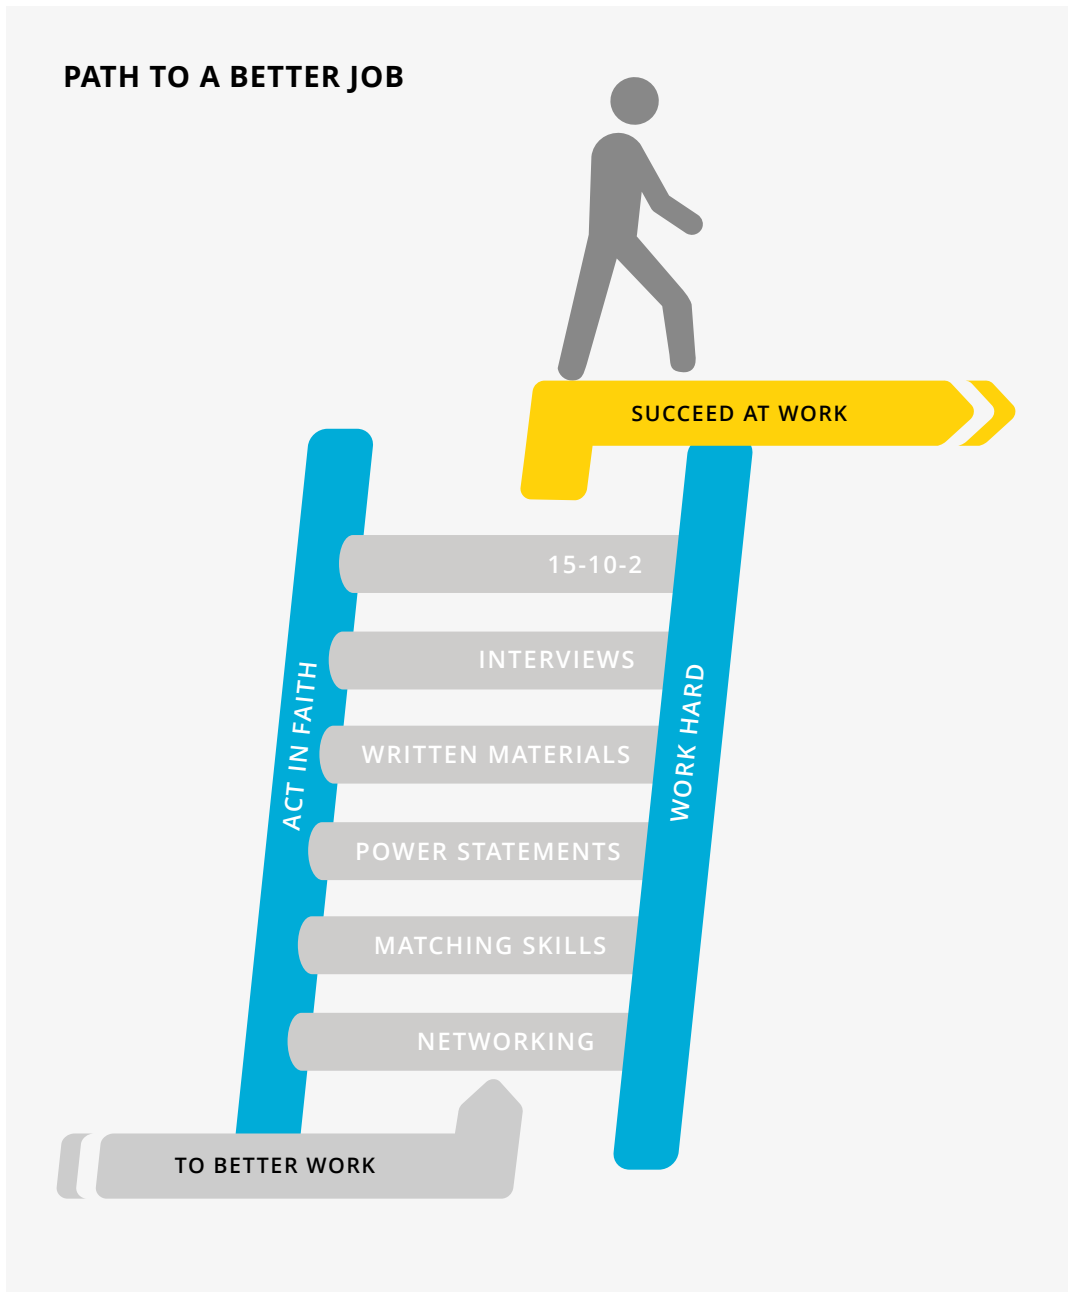 PATH TO A BETTER JOB
SUCCEED AT WORK
15-10-2
INTERVIEWS
WRITTEN MATERIALS
POWER STATEMENTS
MATCHING SKILLS
NETWORKING
ACT IN FAITH
WORK HARD
TO BETTER WORK